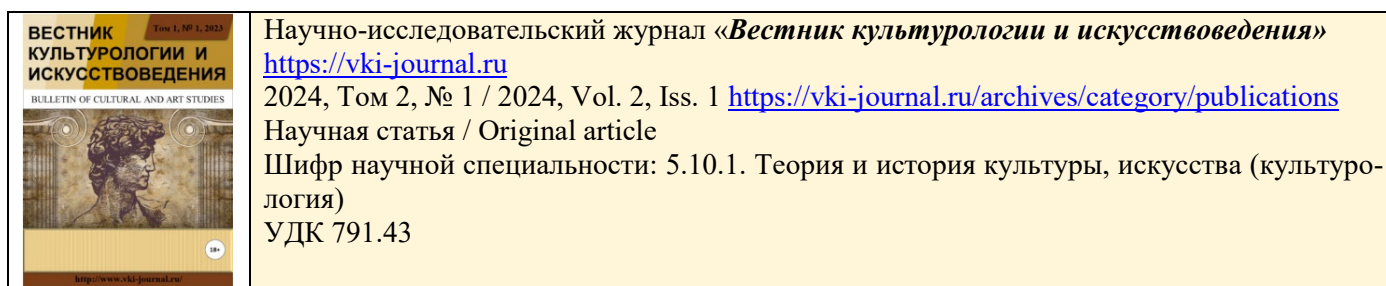 ВЕСТНИК
Том 1, № 1, 2023
КУЛЬТУРОЛОГИИ И
ИСКУССТВОВЕДЕНИЯ
BULLETIN OF CULTURAL AND ART STUDIES
18+
http://www.vki-journal.ru/
Научно-исследовательский журнал «Вестник культурологии и искусствоведения»
https://vki-journal.ru
2024, Том 2, № 1 / 2024, Vol. 2, Iss. 1 https://vki-journal.ru/archives/category/publications
Научная статья / Original article
Шифр научной специальности: 5.10.1. Теория и история культуры, искусства (культуро-
логия)
УДК 791.43